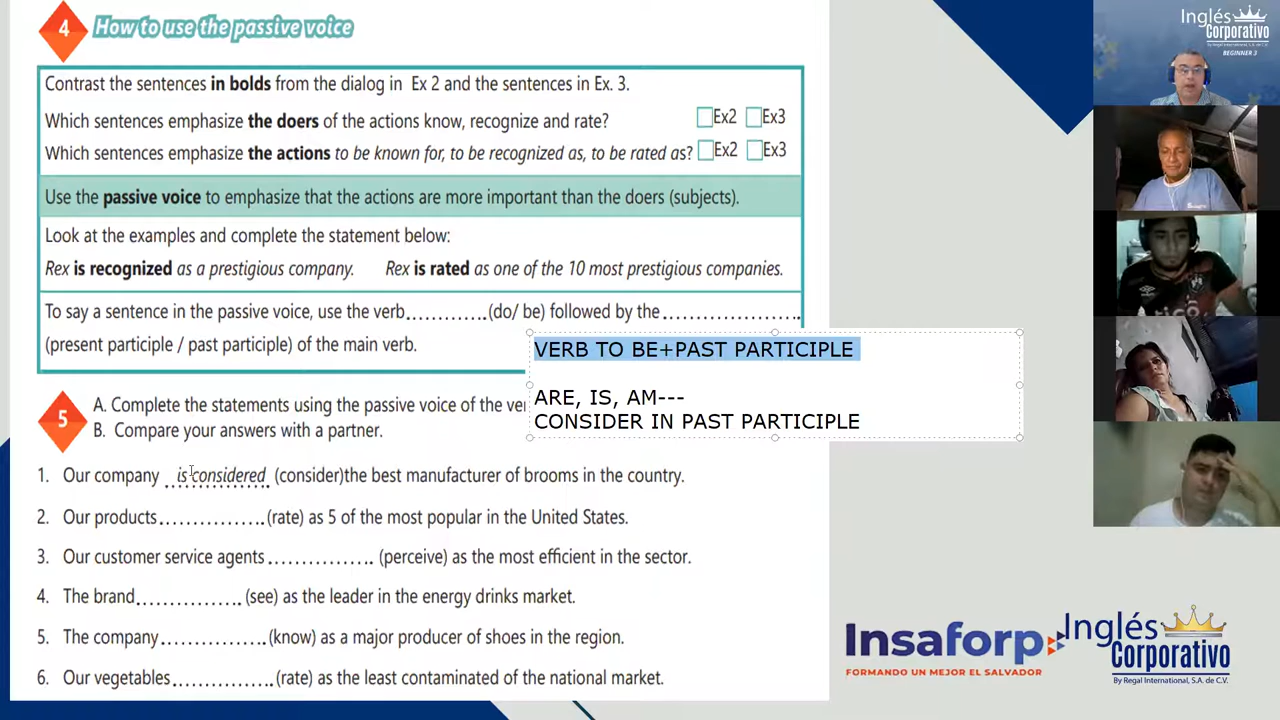 4 How to use the passive voice
Contrast the sentences in bolds from the dialog in Ex 2 and the sentences in Ex. 3.
Which sentences emphasize the doers of the actions know, recognize and rate? Ex2 Ex3
Which sentences emphasize the actions to be known for, to be recognized as, to be rated as? Ex2 Ex3
Use the passive voice to emphasize that the actions are more important than the doers (subjects).
Look at the examples and complete the statement below:
Rex is recognized as a prestigious company. Rex is rated as one of the 10 most prestigious companies.
To say a sentence in the passive voice, use the verb.............(do/ be) followed by the .....................
(present participle / past participle) of the main verb.
VERB TO BE+PAST PARTICIPLE
ARE, IS, AM---
CONSIDER IN PAST PARTICIPLE
5 A. Complete the statements using the passive voice of the ver
B. Compare your answers with a partner.
1. Our company is considered (consider)the best manufacturer of brooms in the country.
2. Our products................(rate) as 5 of the most popular in the United States.
3. Our customer service agents ................ (perceive) as the most efficient in the sector.
4. The brand................ (see) as the leader in the energy drinks market.
5. The company................(know) as a major producer of shoes in the region.
6. Our vegetables...............(rate) as the least contaminated of the national market.
Inglés
Corporativo
By Regal International, S.A. de C.V.
BEGINNER 3
Insaforp
FORMANDO UN MEJOR EL SALVADOR
Inglés
Corporativo
By Regal International, S.A. de C.V.